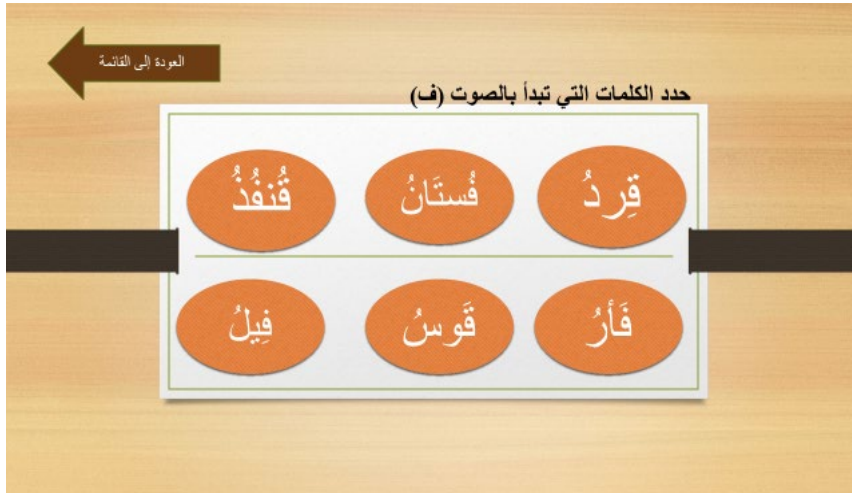 العودة إلى القائمة
حدد الكلمات التي تبدأ بالصوت (ف)
قِردُ فُستَانُ قُنفُذُ
فَأرُ قَوسُ فِيلُ